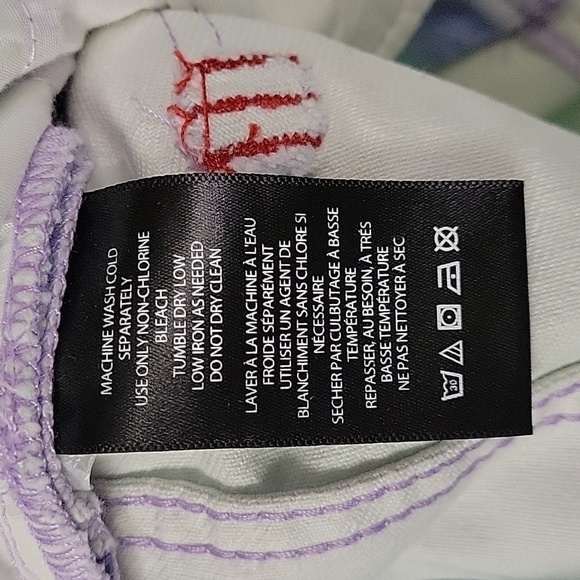 MACHINE WASH COLD
SEPARATELY
USE ONLY NON-CHLORINE
BLEACH
TUMBLE DRY LOW
LOW IRON AS NEEDED
DO NOT DRY CLEAN
LAVER À LA MACHINE À L'EAU
FROIDE SÉPARÉMENT
UTILISER UN AGENT DE
BLANCHIMENT SANS CHLORE SI
NÉCESSAIRE
SECHER PAR CULBUTAGE À BASSE
TEMPÉRATURE
REPASSER, AU BESOIN, À TRÉS
BASSE TEMPÉRATURE
NE PAS NETTOYER À SEC
30